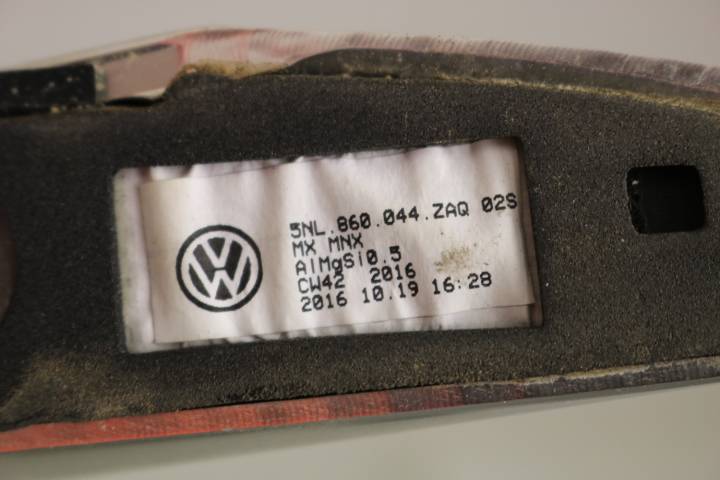 5NL.860.044.ZAQ 02S
MX MNX
AlMgSi0.5
CW42 2016
2016 10.19 16:28